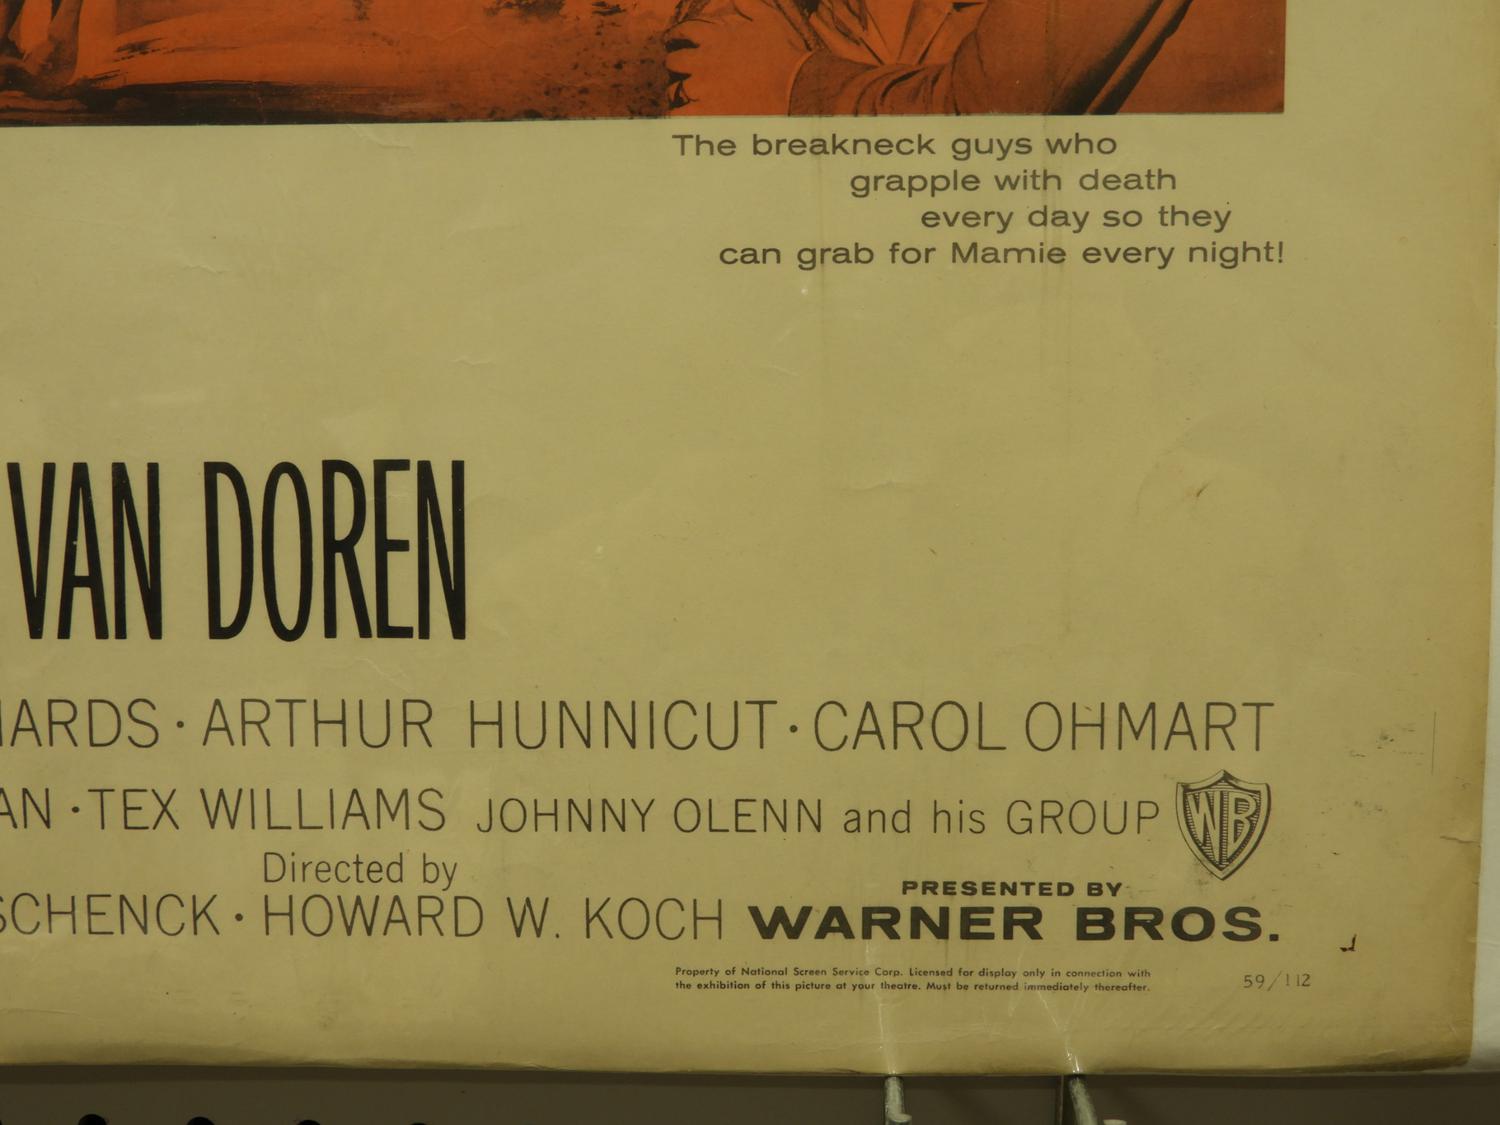 The breakneck guys who
grapple with death
every day so they
can grab for Mamie every night!
VAN DOREN
HARDS · ARTHUR HUNNICUT · CAROL OHMART
AN · TEX WILLIAMS JOHNNY OLENN and his GROUP
WB
Directed by
SCHENCK · HOWARD W. KOCH
PRESENTED BY
WARNER BROS.
Property of National Screen Service Corp. Licensed for display only in connection with
the exhibition of this picture at your theatre. Must be returned immediately thereafter.
59/112